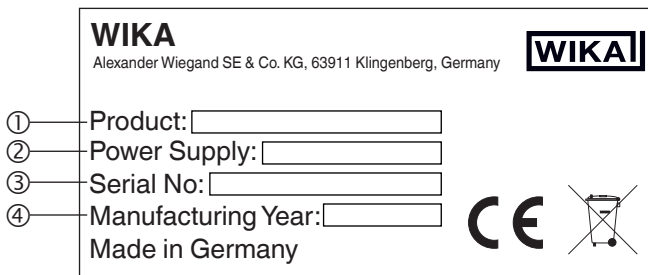 WIKA
Alexander Wiegand SE & Co. KG, 63911 Klingenberg, Germany
WIKA
① Product:
② Power Supply:
③ Serial No:
④ Manufacturing Year:
Made in Germany
CE